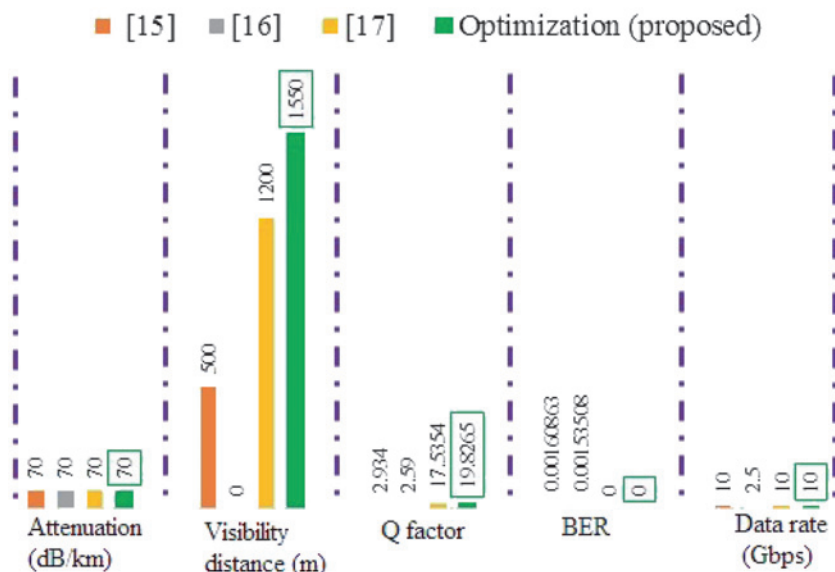 [15] [16] [17] Optimization (proposed)
70
70
70
70
500
0
1200
1550
2.934
2.59
17.5354
19.8265
0.00160863
0.00153508
0
0
10
2.5
10
10
Attenuation
(dB/km)
Visibility
distance (m)
Q factor
BER
Data rate
(Gbps)